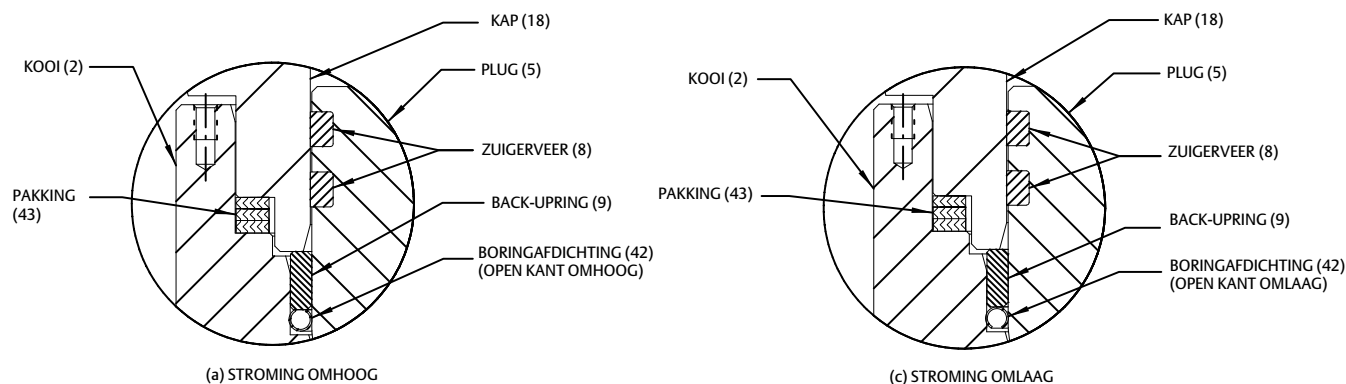 KAP (18)
KOOI (2)
PLUG (5)
ZUIGERVEER (8)
PAKKING
(43)
BACK-UPRING (9)
BORINGAFDICHTING (42)
(OPEN KANT OMHOOG)
(a) STROMING OMHOOG
KAP (18)
KOOI (2)
PLUG (5)
ZUIGERVEER (8)
PAKKING (43)
BACK-UPRING (9)
BORINGAFDICHTING (42)
(OPEN KANT OMLAAG)
(c) STROMING OMLAAG